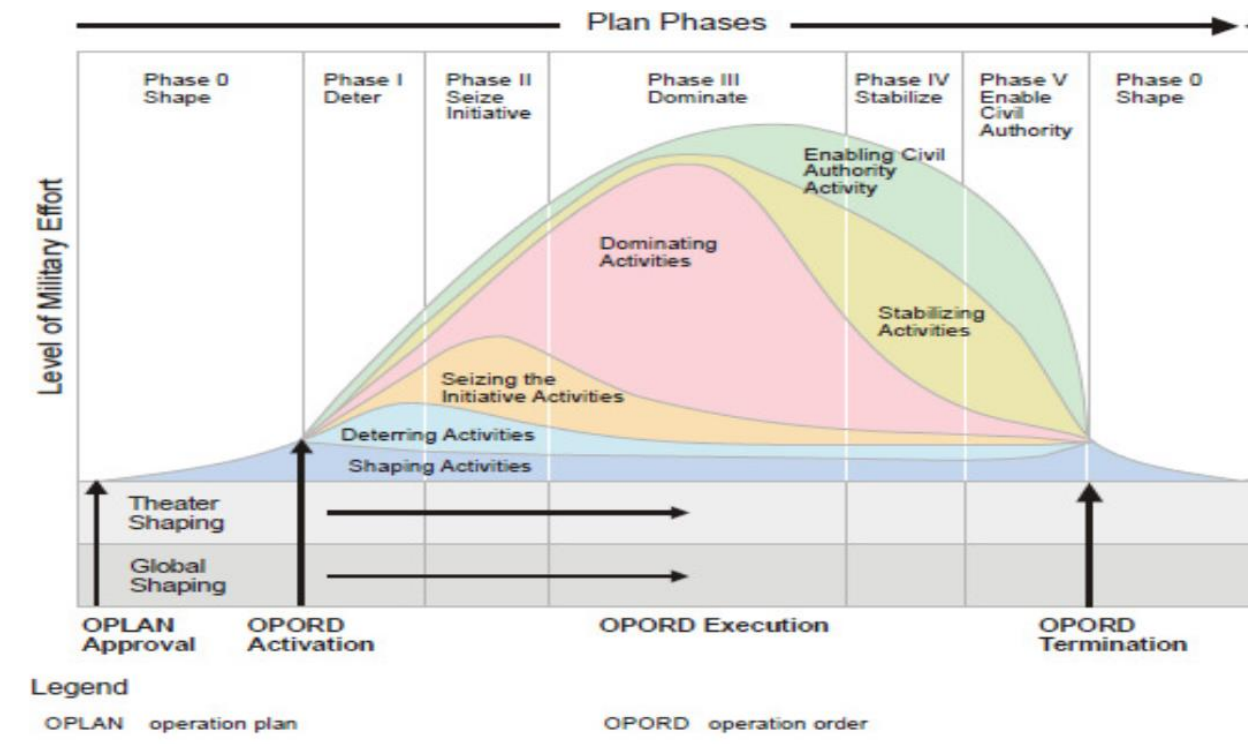 Plan Phases
Phase 0
Shape
Phase I
Deter
Phase II
Seize
Initiative
Phase III
Dominate
Phase IV
Stabilize
Phase V
Enable
Civil
Authority
Phase 0
Shape
Level of Military Effort
Enabling Civil
Authority
Activity
Dominating
Activities
Stabilizing
Activities
Seizing the
Initiative Activities
Deterring Activities
Shaping Activities
Theater
Shaping
Global
Shaping
OPLAN
Approval
OPORD
Activation
OPORD Execution
OPORD
Termination
Legend
OPLAN operation plan
OPORD operation order